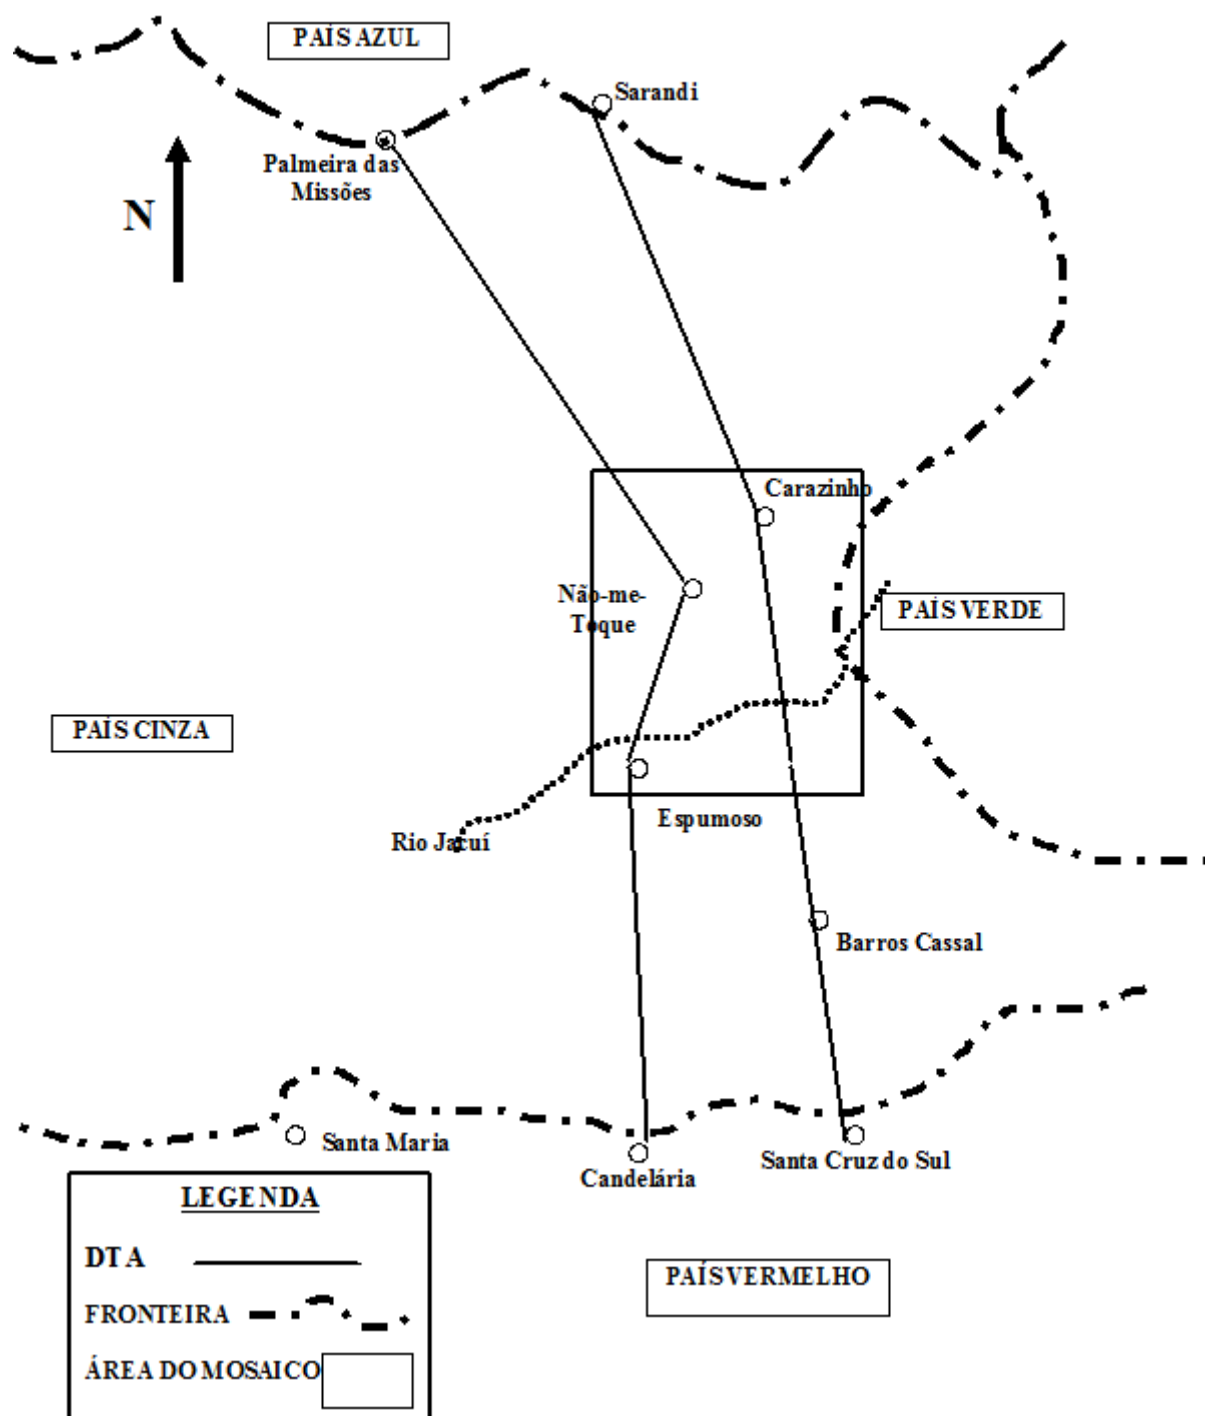 PAÍS AZUL
Sarandi
Palmeira das
Missões
N
Carazinho
Não-me-
Toque
PAÍS VERDE
PAÍS CINZA
Espumoso
Rio Jacuí
Barros Cassal
Santa Maria
Santa Cruz do Sul
Candelária
LEGENDA
DTA
FRONTEIRA
ÁREA DO MOSAICO
PAÍS VERMELHO